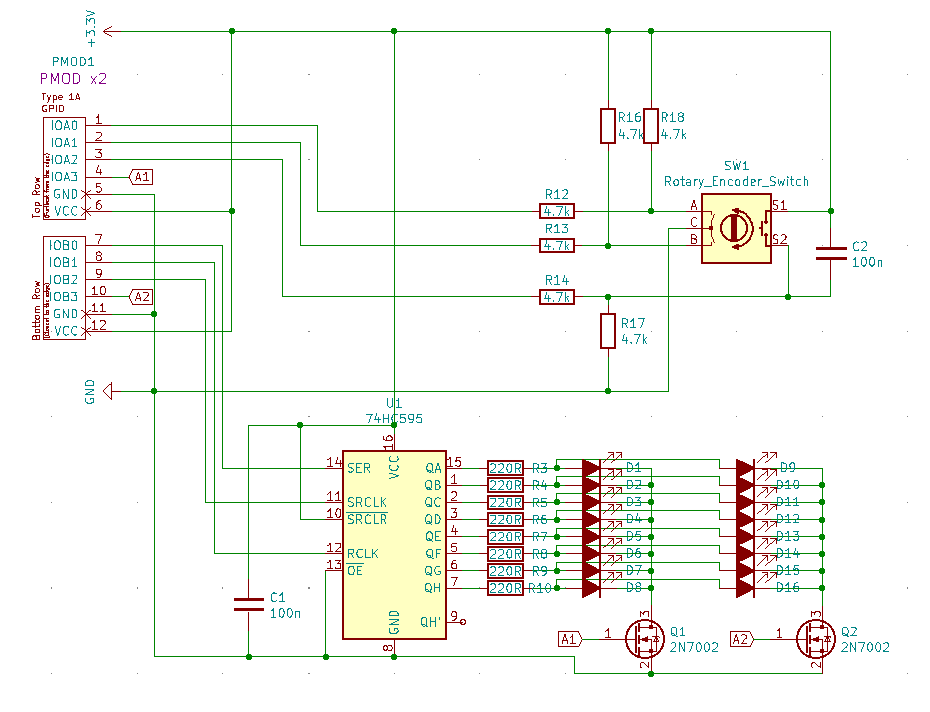 +3.3V
PMOD1
PMOD x2
Type 1A
GPIO
Top Row
IOA0 1
IOA1 2
IOA2 3
IOA3 4
GND 5
VCC 6
A1
Bottom Row
IOB0 7
IOB1 8
IOB2 9
IOB3 10
GND 11
VCC 12
A2
GND
R16
4.7k
R18
4.7k
R12
4.7k
R13
4.7k
R14
4.7k
R17
4.7k
SW1
Rotary_Encoder_Switch
A
C
B
S1
S2
C2
100n
U1
74HC595
16
VCC
14 SER
11 SRCLK
10 SRCLR
12 RCLK
13 OE
QA 15
QB 1
QC 2
QD 3
QE 4
QF 5
QG 6
QH 7
QH' 9
GND
8
C1
100n
220R R3 D1 D9
220R R4 D2 D10
220R R5 D3 D11
220R R6 D4 D12
220R R7 D5 D13
220R R8 D6 D14
220R R9 D7 D15
220R R10 D8 D16
A1 1
3
2
Q1
2N7002
A2 1
3
2
Q2
2N7002